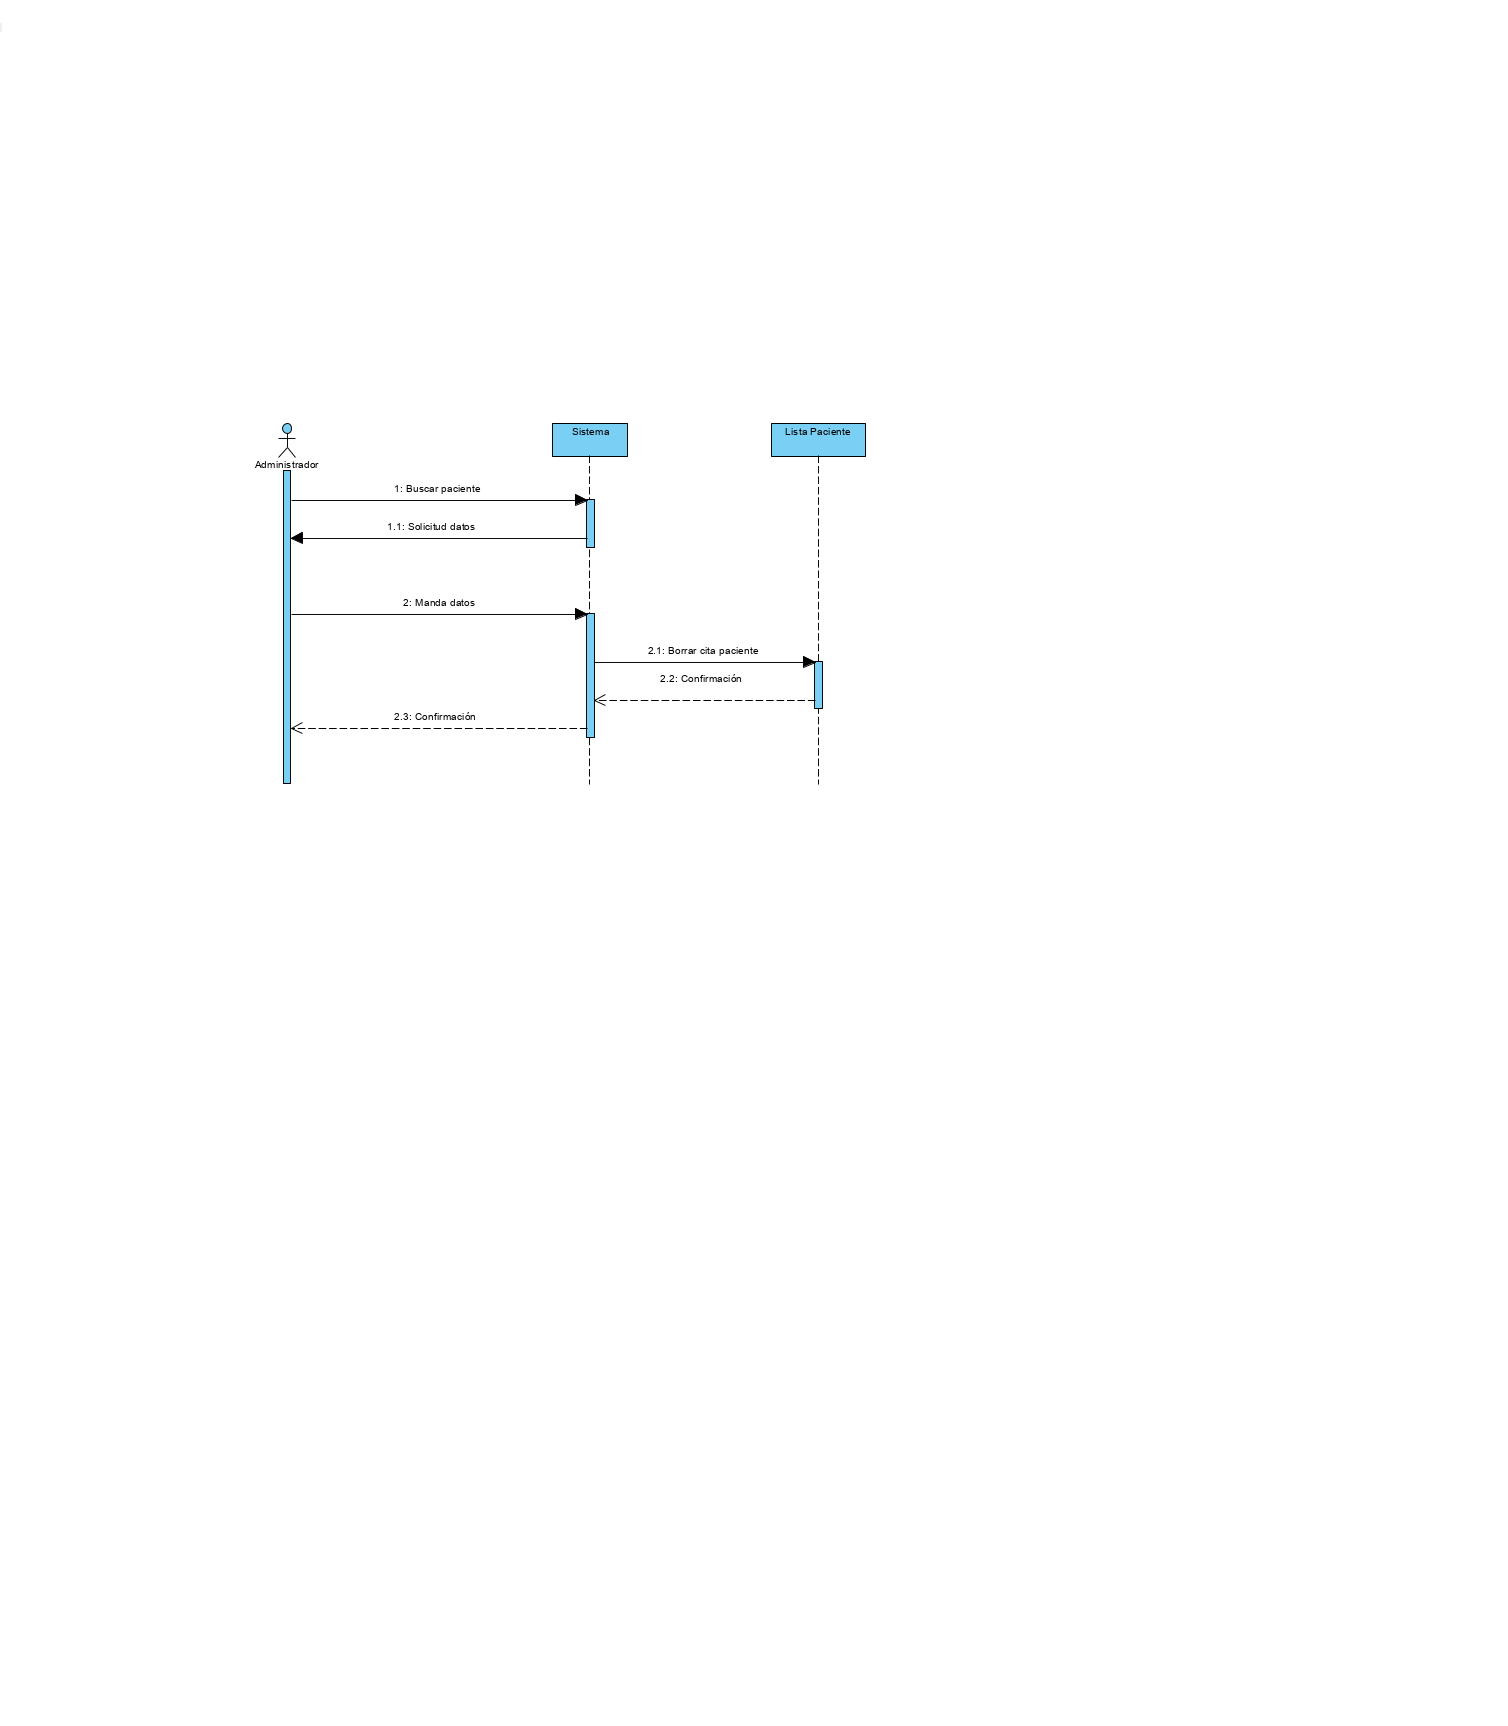 Sistema
Lista Paciente
Administrador
1: Buscar paciente
1.1: Solicitud datos
2: Manda datos
2.1: Borrar cita paciente
2.2: Confirmación
2.3: Confirmación